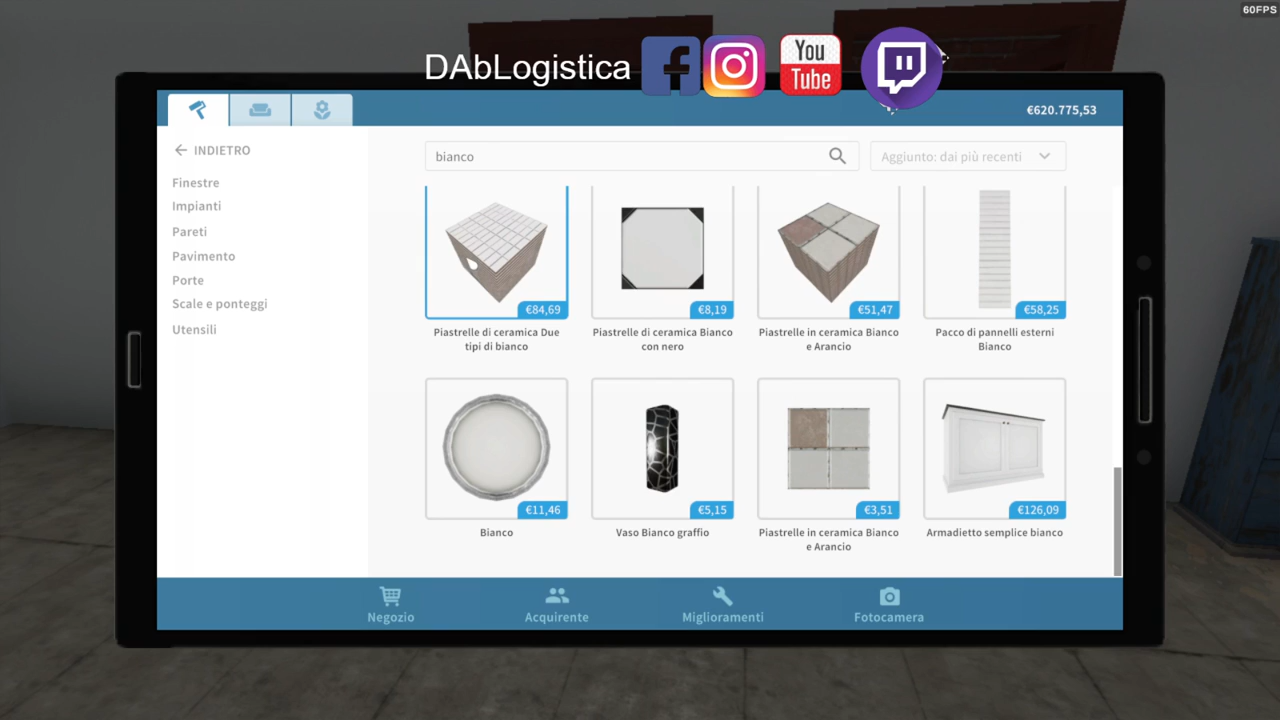 60FPS
DAbLogistica
You
Tube
€620.775,53
INDIETRO
bianco
Aggiunto: dai più recenti
Finestre
Impianti
Pareti
Pavimento
Porte
Scale e ponteggi
Utensili
€84,69
€8,19
€51,47
€58,25
Piastrelle di ceramica Due
tipi di bianco
Piastrelle di ceramica Bianco
con nero
Piastrelle in ceramica Bianco
e Arancio
Pacco di pannelli esterni
Bianco
€11,46
€5,15
€3,51
€126,09
Bianco
Vaso Bianco graffio
Piastrelle in ceramica Bianco
e Arancio
Armadietto semplice bianco
Negozio
Acquirente
Miglioramenti
Fotocamera